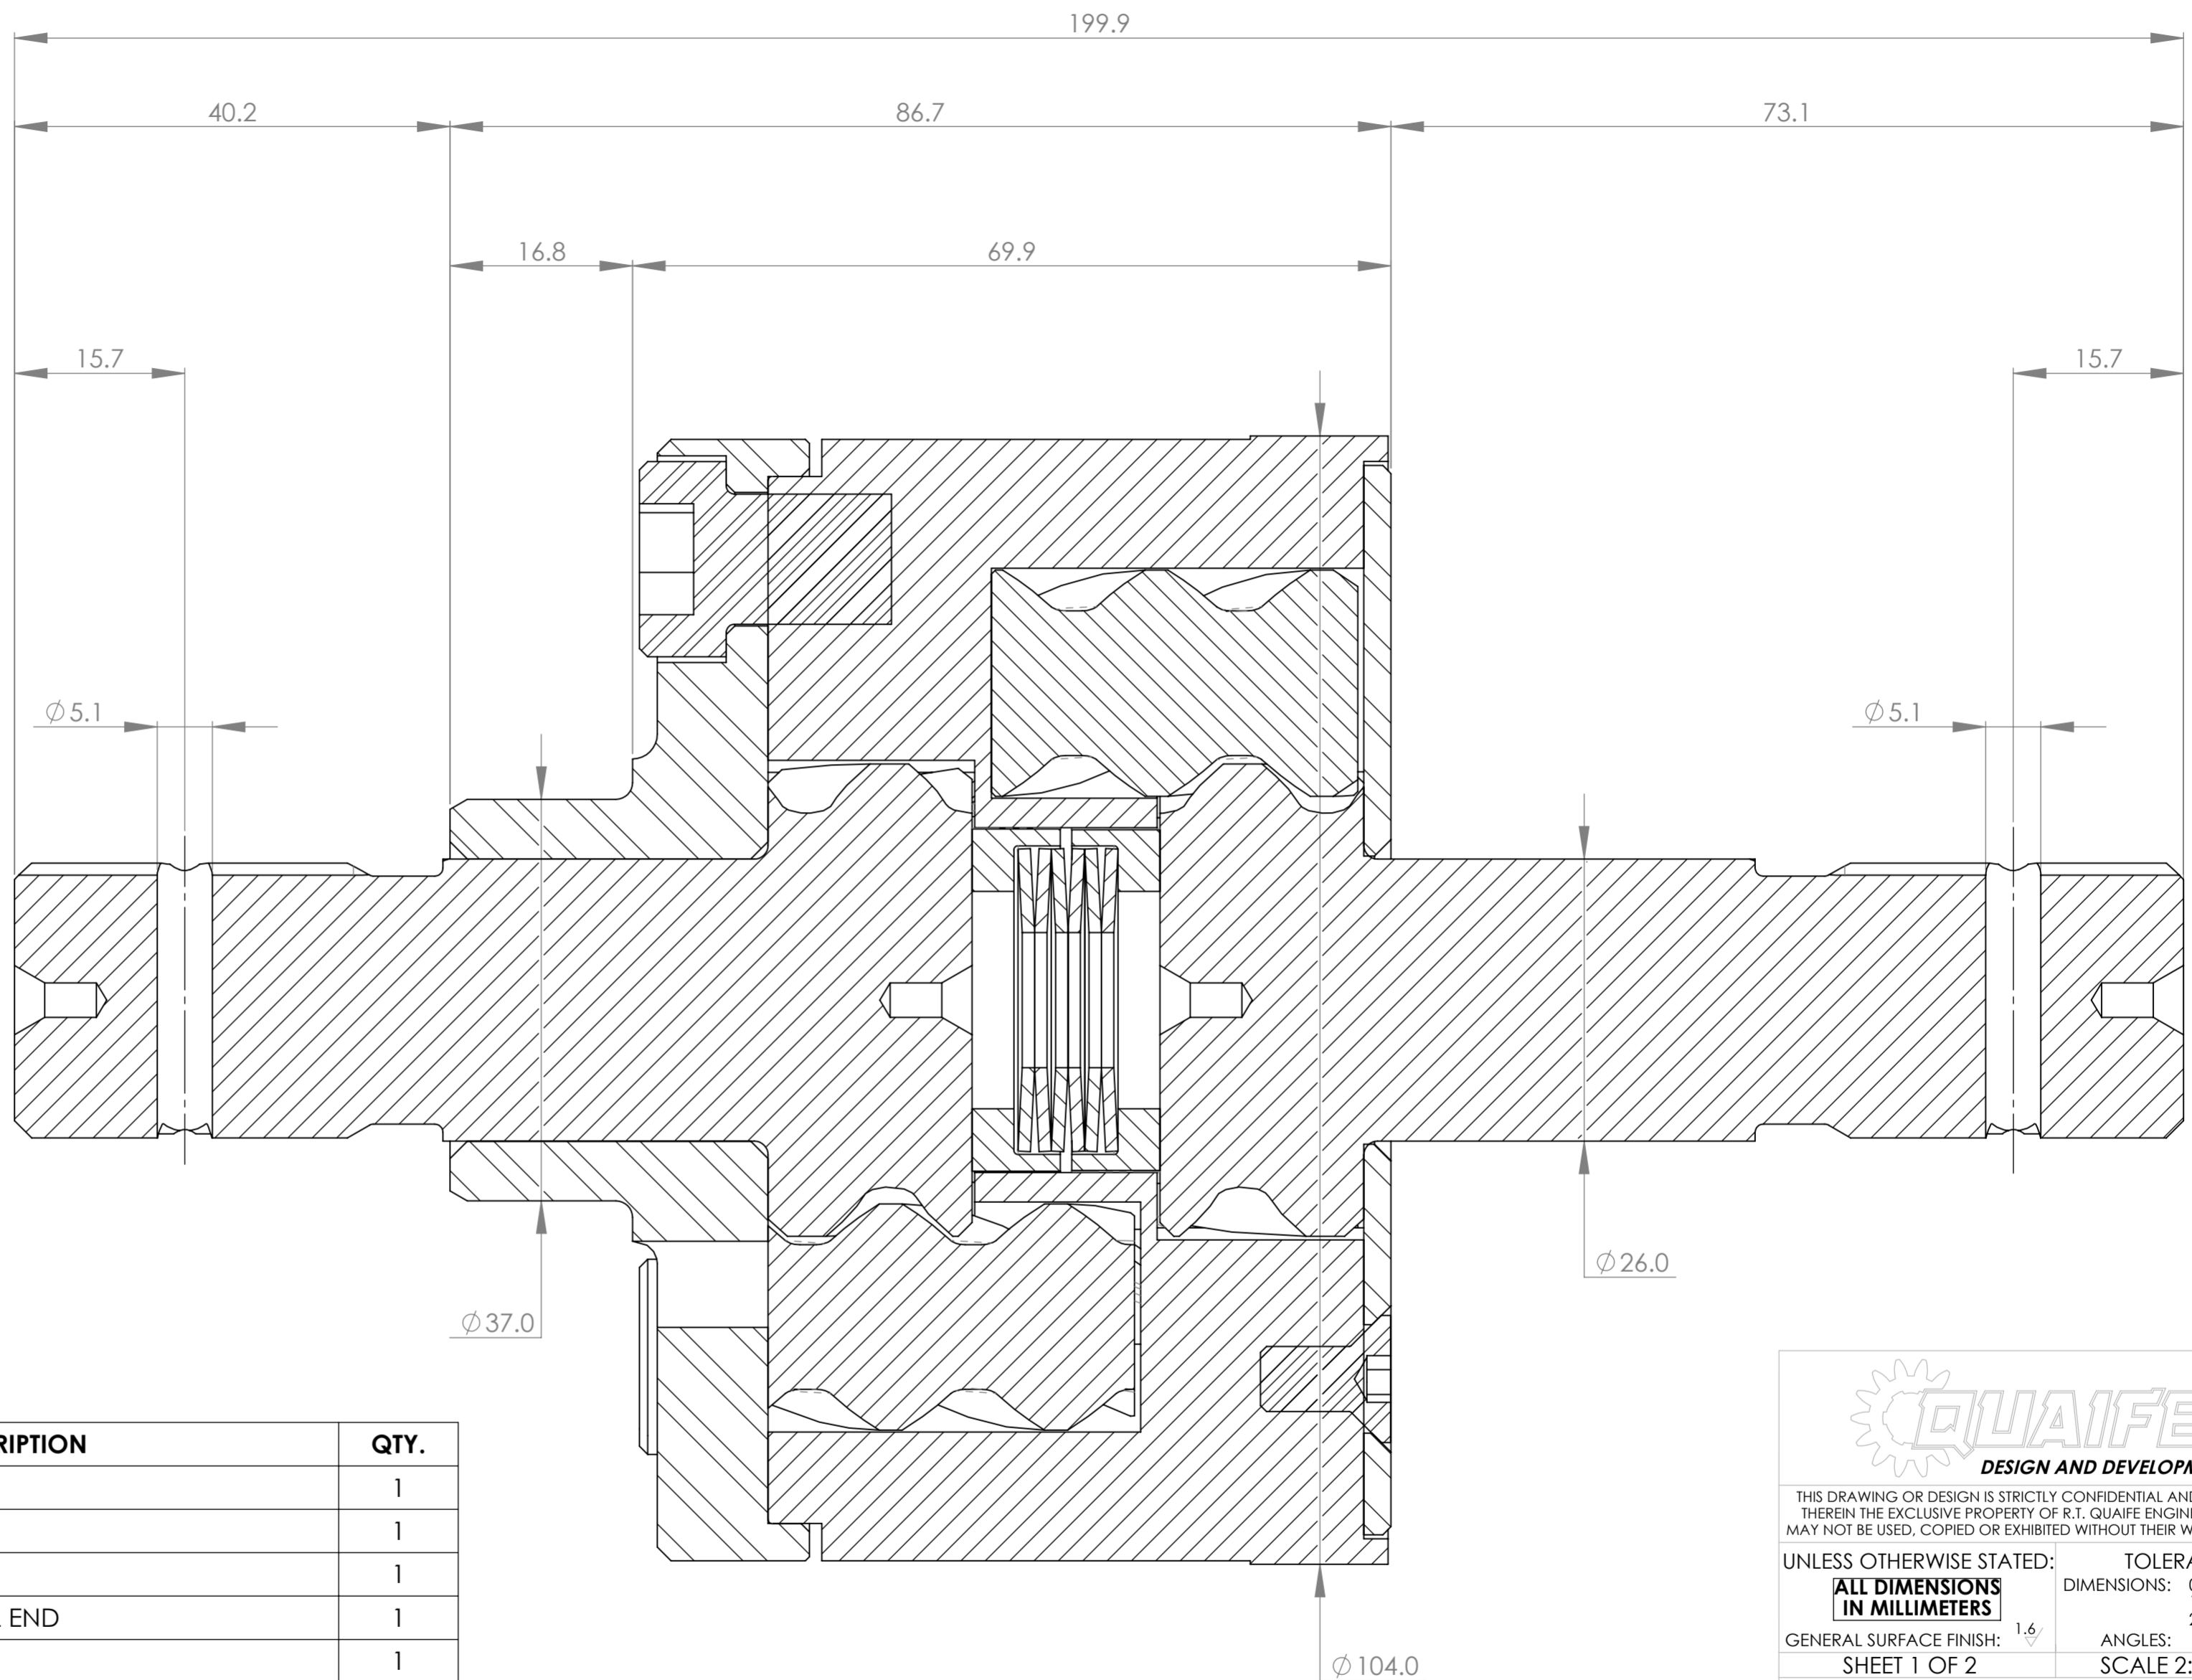 199.9
40.2
86.7
73.1
16.8
69.9
15.7
15.7
∅5.1
∅5.1
∅26.0
∅37.0
∅104.0
QTY.
1
1
1
END
1
1
QUAIFE
DESIGN AND
THIS DRAWING OR DESIGN IS STRICTLY CONFIDENTIAL AND
THEREIN THE EXCLUSIVE PROPERTY OF R.T. QUAIFE
MAY NOT BE USED, COPIED OR EXHIBITED WITHOUT THEIR
UNLESS OTHERWISE STATED:
ALL DIMENSIONS
IN MILLIMETERS
DIMENSIONS:
GENERAL SURFACE FINISH: 1.6
ANGLES:
SHEET 1 OF 2
SCALE 2: